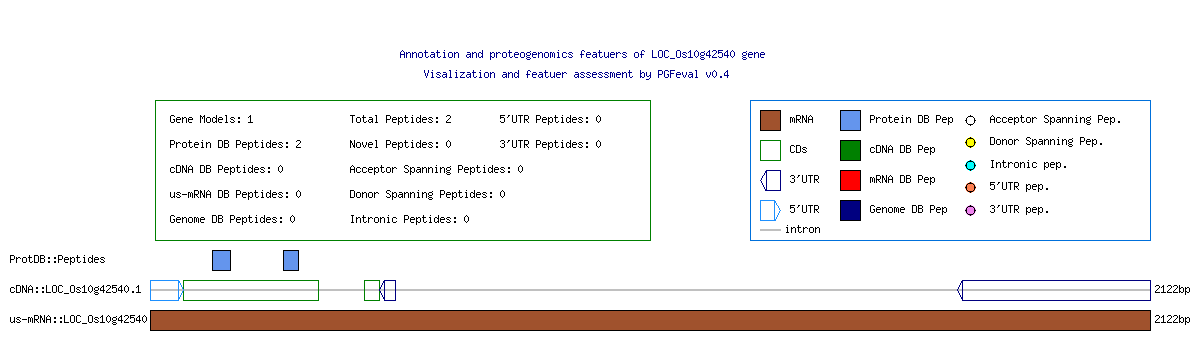 Annotation and proteogenomics featuers of LOC_Os10g42540 gene
Visalization and featuer assessment by PGFeval v0.4
Gene Models: 1
Total Peptides: 2
5'UTR Peptides: 0
Protein DB Peptides: 2
Novel Peptides: 0
3'UTR Peptides: 0
cDNA DB Peptides: 0
Acceptor Spanning Peptides: 0
us-mRNA DB Peptides: 0
Donor Spanning Peptides: 0
Genome DB Peptides: 0
Intronic Peptides: 0
mRNA
Protein DB Pep
Acceptor Spanning Pep.
CDs
cDNA DB Pep
Donor Spanning Pep.
3'UTR
mRNA DB Pep
Intronic pep.
5'UTR
Genome DB Pep
5'UTR pep.
3'UTR pep.
intron
ProtDB::Peptides
cDNA::LOC_Os10g42540.1
2122bp
us-mRNA::LOC_Os10g42540
2122bp